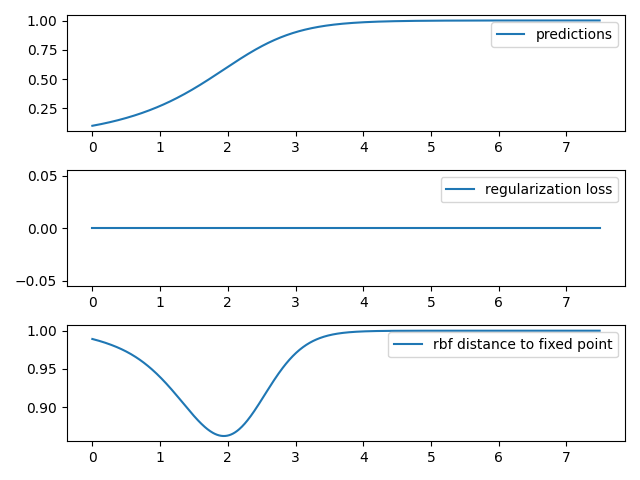 1.00
0.75
0.50
0.25
predictions
0 1 2 3 4 5 6 7
0.05
0.00
−0.05
regularization loss
0 1 2 3 4 5 6 7
1.00
0.95
0.90
rbf distance to fixed point
0 1 2 3 4 5 6 7